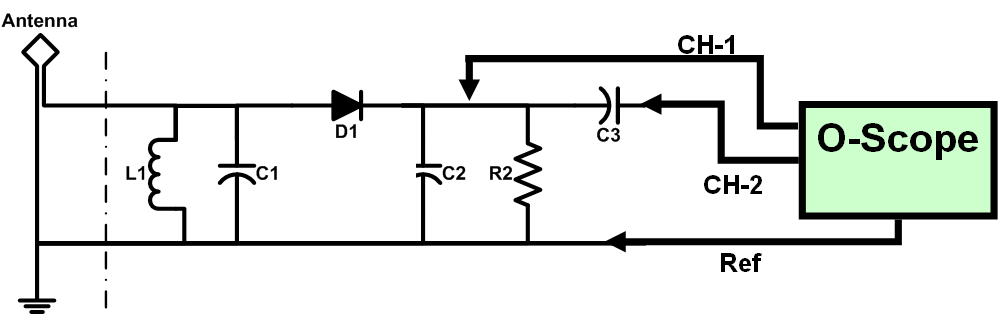 Antenna
CH-1
O-Scope
D1
C3
L1
C1
C2
R2
CH-2
Ref